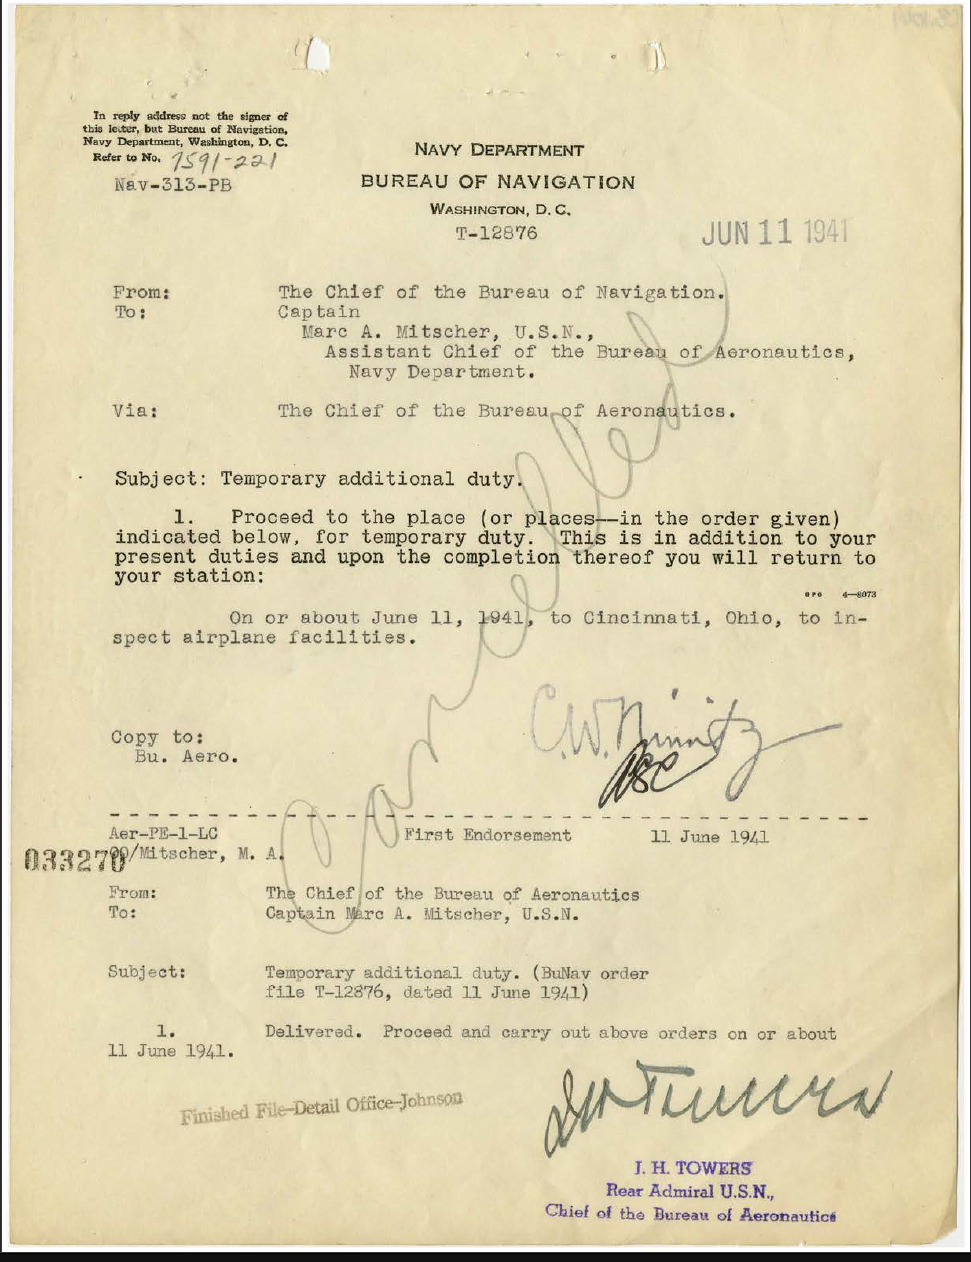 In reply address not the signer of
this letter, but Bureau of Navigation,
Navy Department, Washington, D. C.
Refer to No. 7591-221
Nav-313-PB
NAVY DEPARTMENT
BUREAU OF NAVIGATION
WASHINGTON, D. C.
T-12876
JUN 11 1941
From: The Chief of the Bureau of Navigation.
To: Captain
Marc A. Mitscher, U.S.N.,
Assistant Chief of the Bureau of Aeronautics,
Navy Department.
Via: The Chief of the Bureau of Aeronautics.
Cancelled
Subject: Temporary additional duty.
1. Proceed to the place (or places—in the order given)
indicated below, for temporary duty. This is in addition to your
present duties and upon the completion thereof you will return to
your station:
GPO 4—8073
On or about June 11, 1941, to Cincinnati, Ohio, to in-
spect airplane facilities.
C.W. Nimitz
Copy to:
Bu. Aero.
Aer-PE-1-LC First Endorsement 11 June 1941
033270
00/Mitscher, M. A.
From: The Chief of the Bureau of Aeronautics
To: Captain Marc A. Mitscher, U.S.N.
Subject: Temporary additional duty. (BuNav order
file T-12876, dated 11 June 1941)
1. Delivered. Proceed and carry out above orders on or about
11 June 1941.
Finished File-Detail Office-Johnson
J H Towers
J. H. TOWERS
Rear Admiral U.S.N.,
Chief of the Bureau of Aeronautics